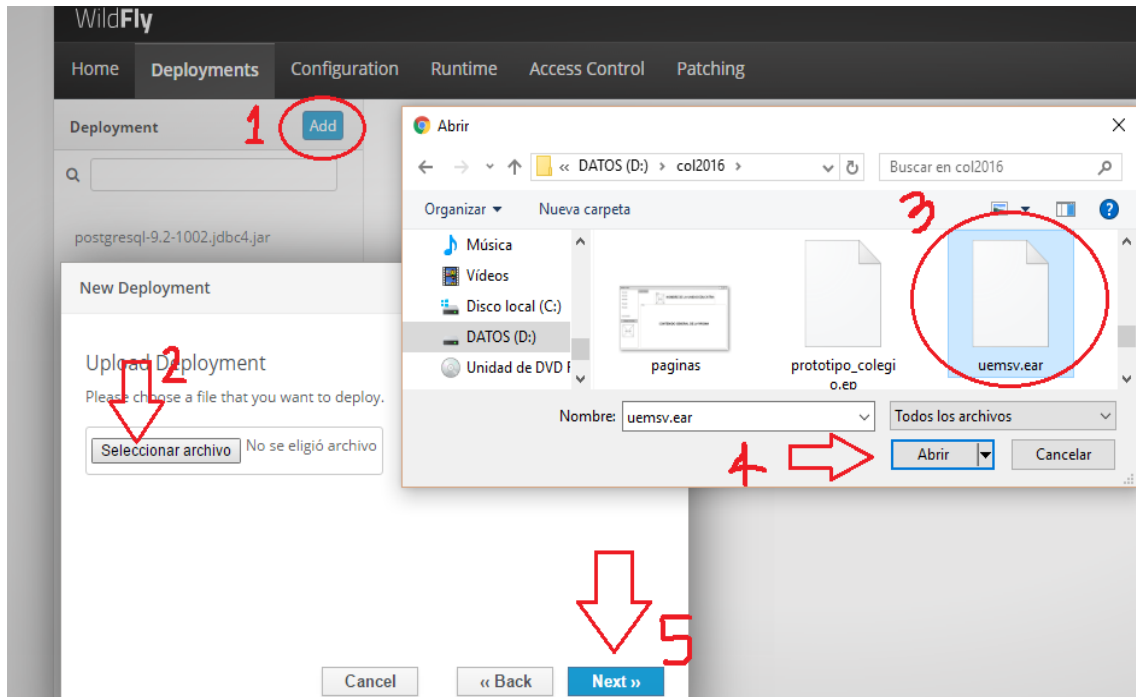 WildFly
Home Deployments Configuration Runtime Access Control Patching
Deployment 1 Add
postgresql-9.2-1002.jdbc4.jar
Abrir
« DATOS (D:) › col2016 ›
Buscar en col2016
Organizar Nueva carpeta
3
Música
Vídeos
Disco local (C:)
DATOS (D:)
Unidad de DVD
paginas
prototipo_colegi
o.ep
uemsv.ear
Nombre: uemsv.ear
Todos los archivos
4
Abrir Cancelar
New Deployment
Upload Deployment
2
Please choose a file that you want to deploy.
Seleccionar archivo No se eligió archivo
5
Cancel ‹‹ Back Next ››